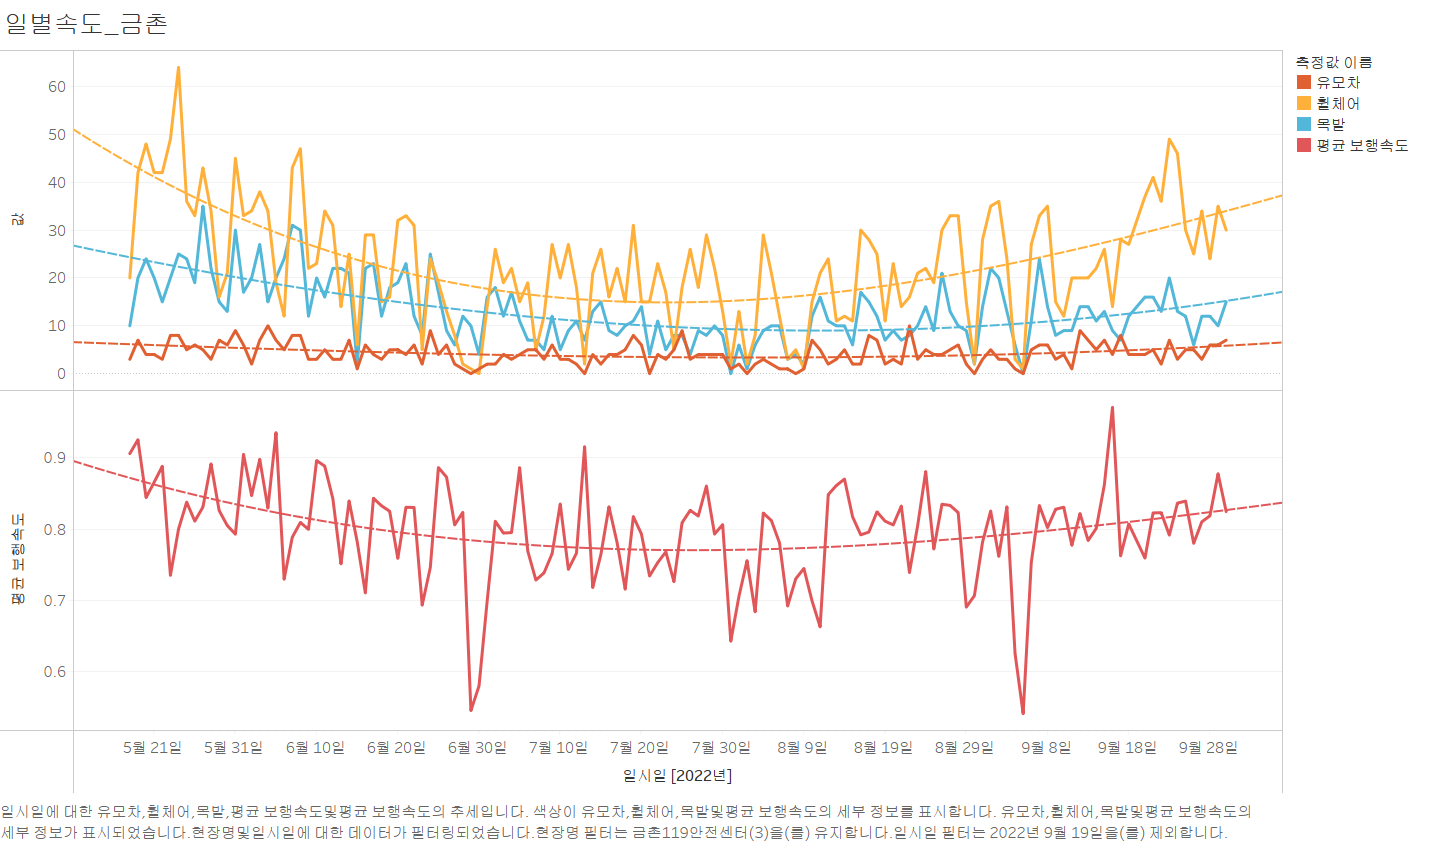 일별속도_금촌
측정값 이름
유모차
휠체어
목발
평균 보행속도
값
60
50
40
30
20
10
0
평균 보행속도
0.9
0.8
0.7
0.6
5월 21일 5월 31일 6월 10일 6월 20일 6월 30일 7월 10일 7월 20일 7월 30일 8월 9일 8월 19일 8월 29일 9월 8일 9월 18일 9월 28일
일시일 [2022년]
일시일에 대한 유모차,휠체어,목발,평균 보행속도및평균 보행속도의 추세입니다. 색상이 유모차,휠체어,목발및평균 보행속도의 세부 정보를 표시합니다. 유모차,휠체어,목발및평균 보행속도의
세부 정보가 표시되었습니다.현장명및일시일에 대한 데이터가 필터링되었습니다.현장명 필터는 금촌119안전센터(3)을(를) 유지합니다.일시일 필터는 2022년 9월 19일을(를) 제외합니다.